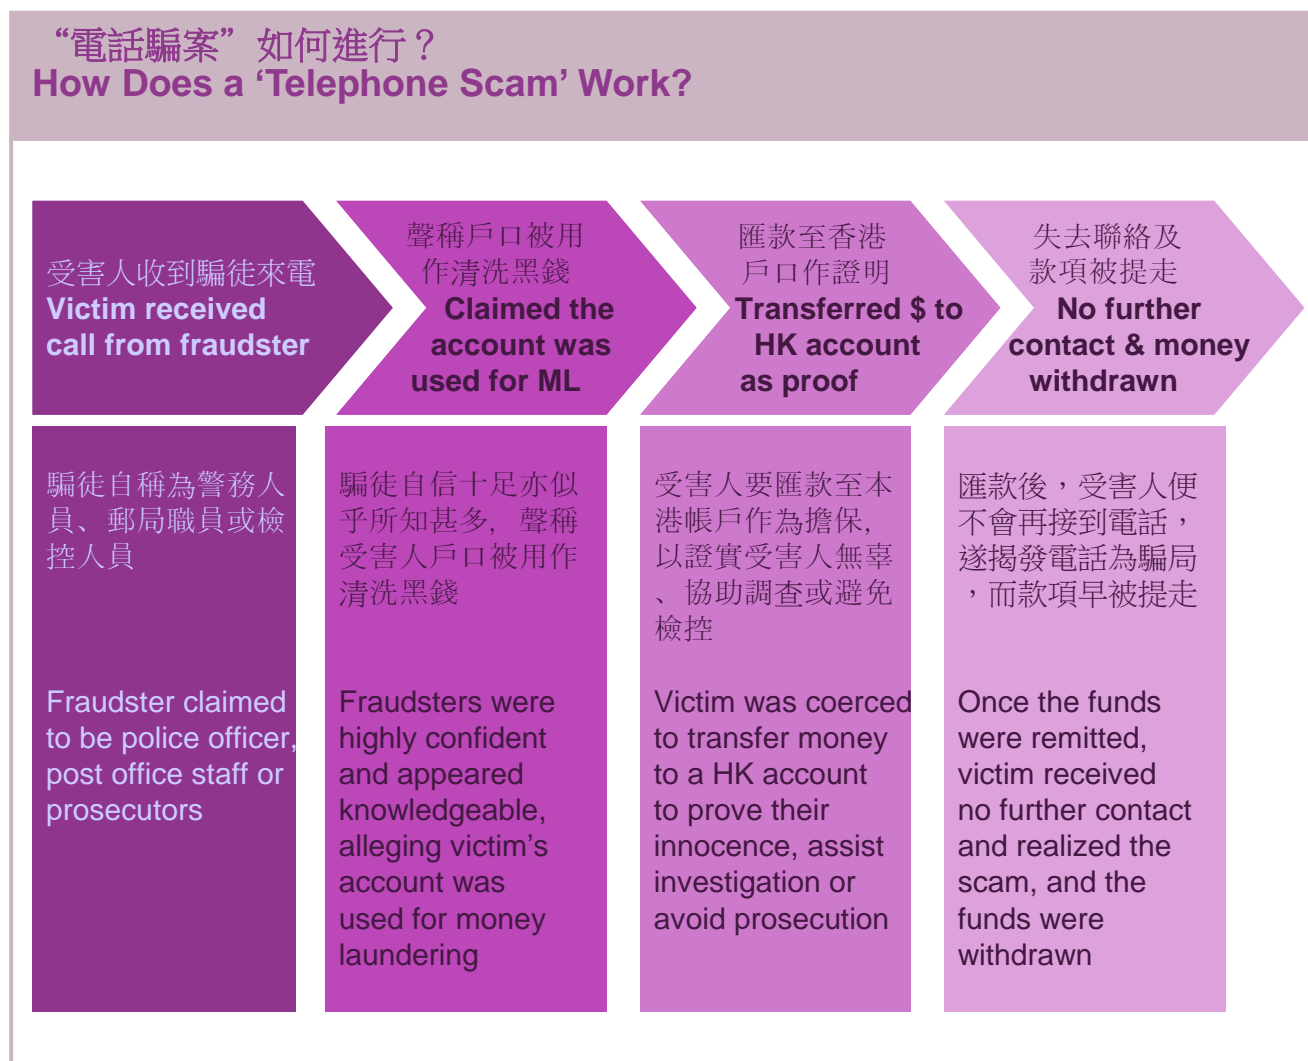 “電話騙案”如何進行？
How Does a ‘Telephone Scam’ Work?
受害人收到騙徒來電
Victim received
call from fraudster
聲稱戶口被用
作清洗黑錢
Claimed the
account was
used for ML
匯款至香港
戶口作證明
Transferred $ to
HK account
as proof
失去聯絡及
款項被提走
No further
contact & money
withdrawn
騙徒自稱為警務人
員、郵局職員或檢
控人員
Fraudster claimed
to be police officer,
post office staff or
prosecutors
騙徒自信十足亦似
乎所知甚多, 聲稱
受害人戶口被用作
清洗黑錢
Fraudsters were
highly confident
and appeared
knowledgeable,
alleging victim’s
account was
used for money
laundering
受害人要匯款至本
港帳戶作為擔保,
以證實受害人無辜
、協助調查或避免
檢控
Victim was coerced
to transfer money
to a HK account
to prove their
innocence, assist
investigation or
avoid prosecution
匯款後，受害人便
不會再接到電話，
遂揭發電話為騙局
，而款項早被提走
Once the funds
were remitted,
victim received
no further contact
and realized the
scam, and the
funds were
withdrawn